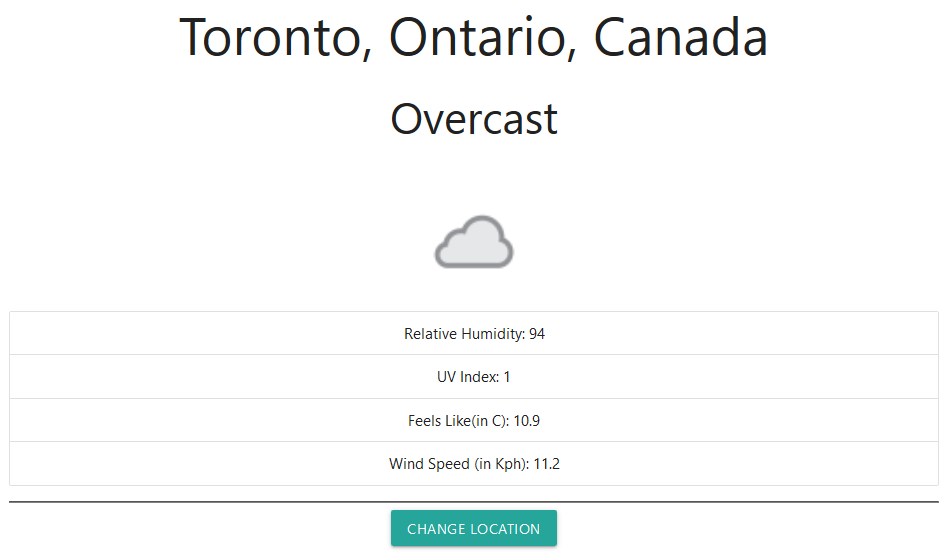 Toronto, Ontario, Canada
Overcast
Relative Humidity: 94
UV Index: 1
Feels Like(in C): 10.9
Wind Speed (in Kph): 11.2
CHANGE LOCATION